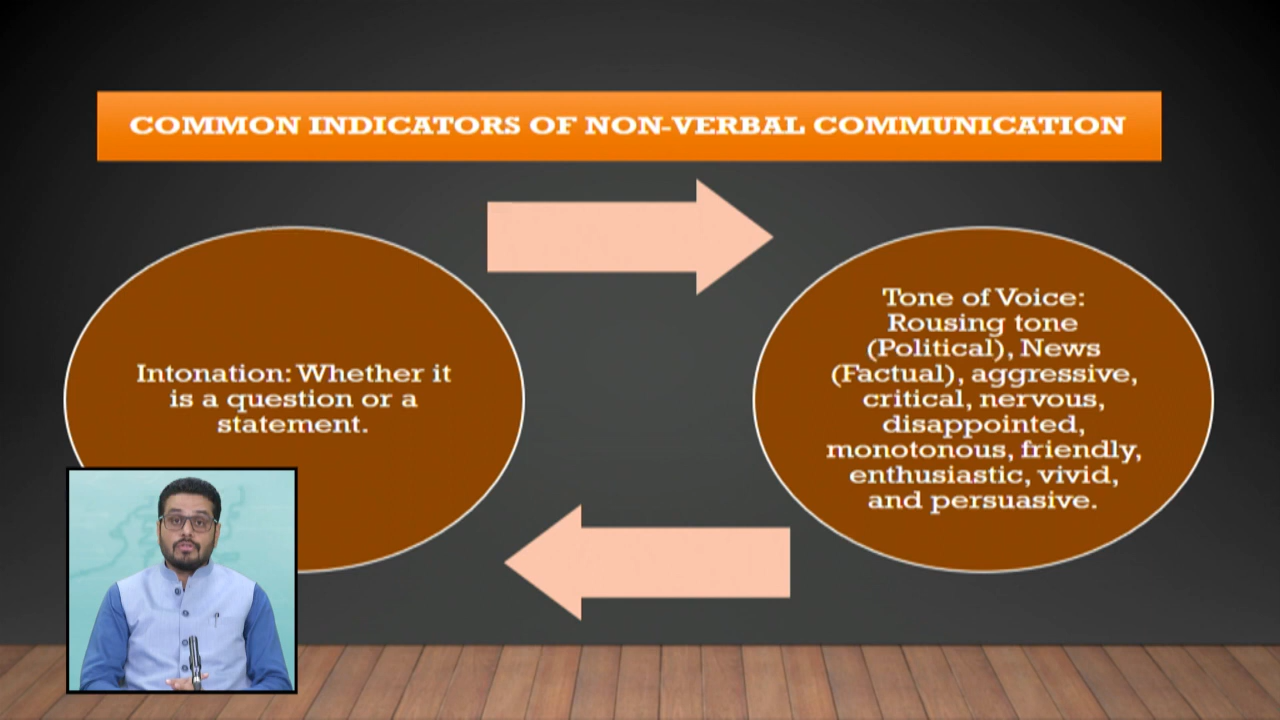 COMMON INDICATORS OF NON-VERBAL COMMUNICATION
Intonation: Whether it
is a question or a
statement.
Tone of Voice:
Rousing tone
(Political), News
(Factual), aggressive,
critical, nervous,
disappointed,
monotonous, friendly,
enthusiastic, vivid,
and persuasive.